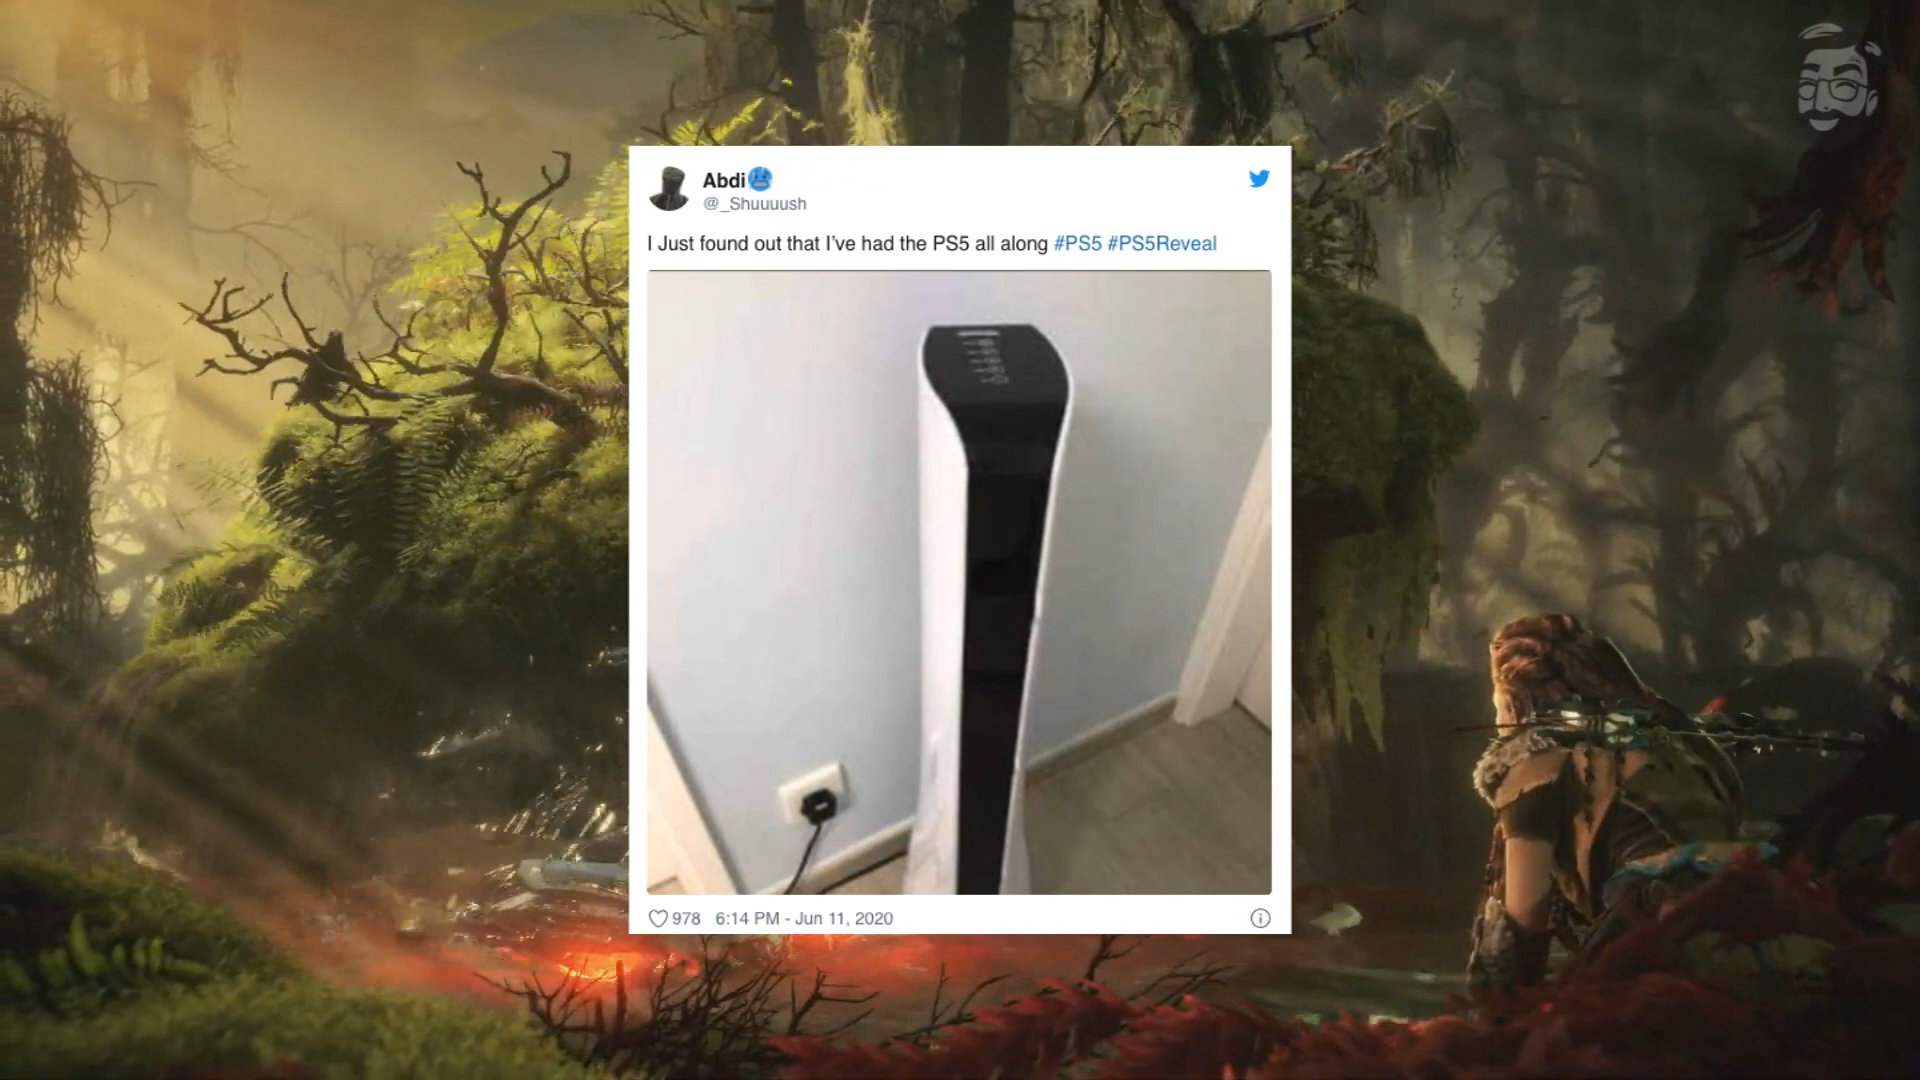 Abdi🥶
@_Shuuuush
I Just found out that I've had the PS5 all along #PS5 #PS5Reveal
978 6:14 PM - Jun 11, 2020